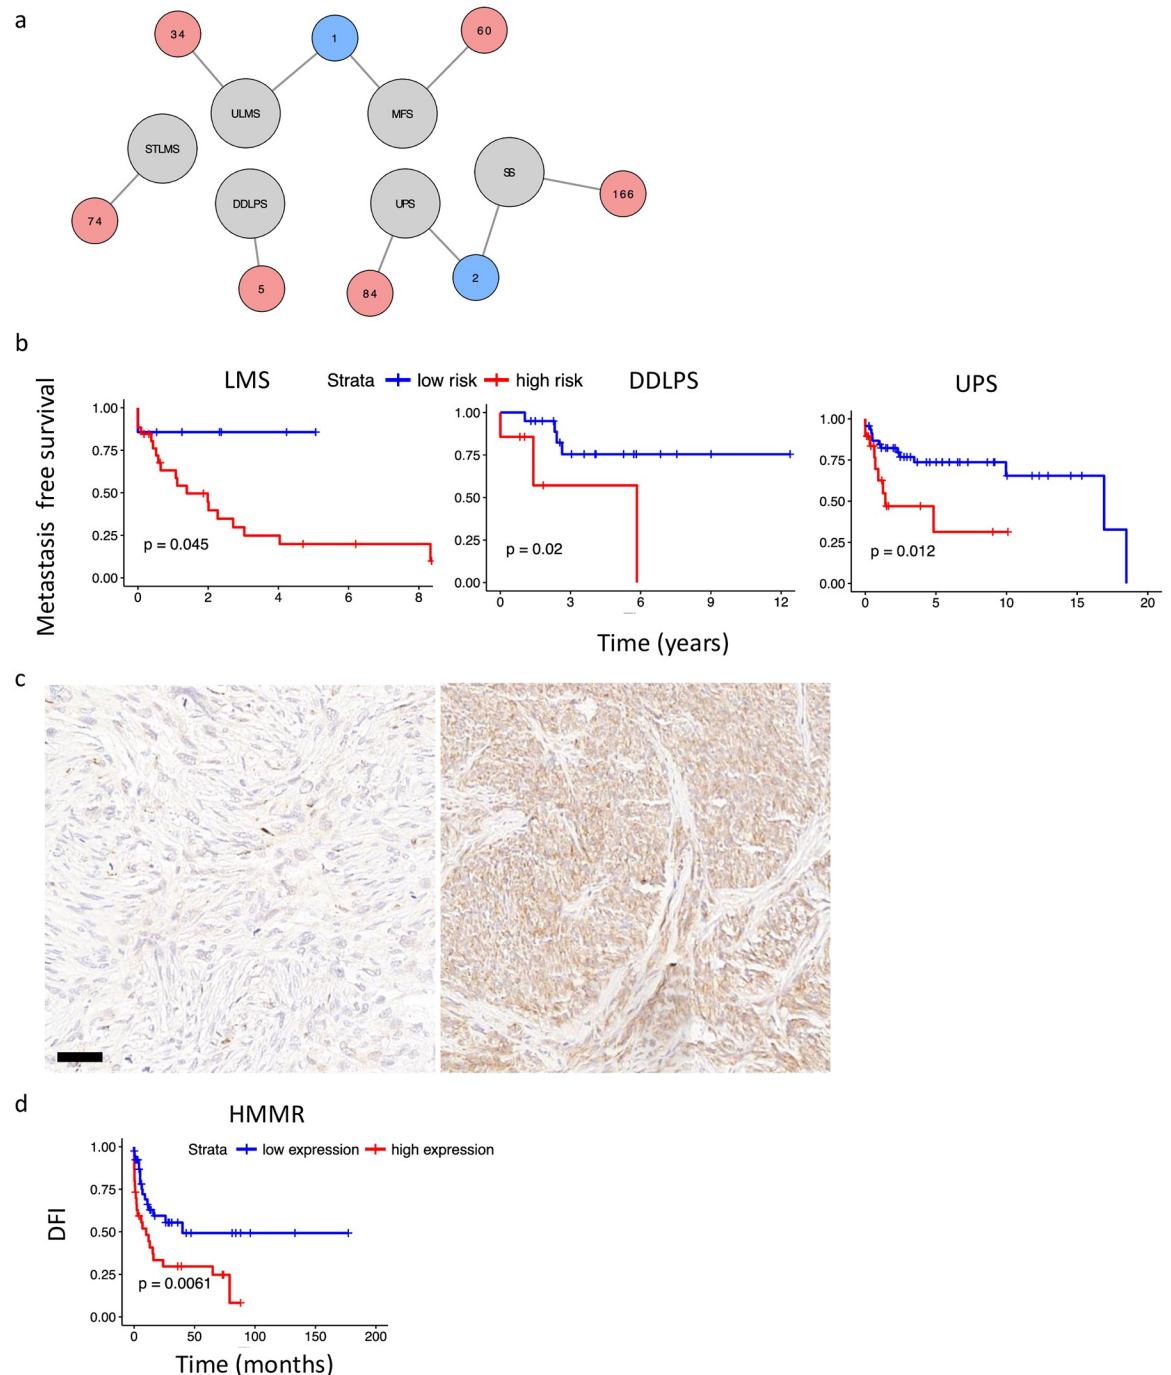 a
34
1
60
ULMS
MFS
STLMS
SS
DDLPS
UPS
166
74
5
84
2
b
LMS
Strata low risk high risk
DDLPS
UPS
Metastasis free survival
1.00
0.75
0.50
0.25
0.00
p = 0.045
0 2 4 6 8
1.00
0.75
0.50
0.25
0.00
p = 0.02
0 3 6 9 12
1.00
0.75
0.50
0.25
0.00
p = 0.012
0 5 10 15 20
Time (years)
c
d
HMMR
Strata low expression high expression
DFI
1.00
0.75
0.50
0.25
0.00
p = 0.0061
0 50 100 150 200
Time (months)